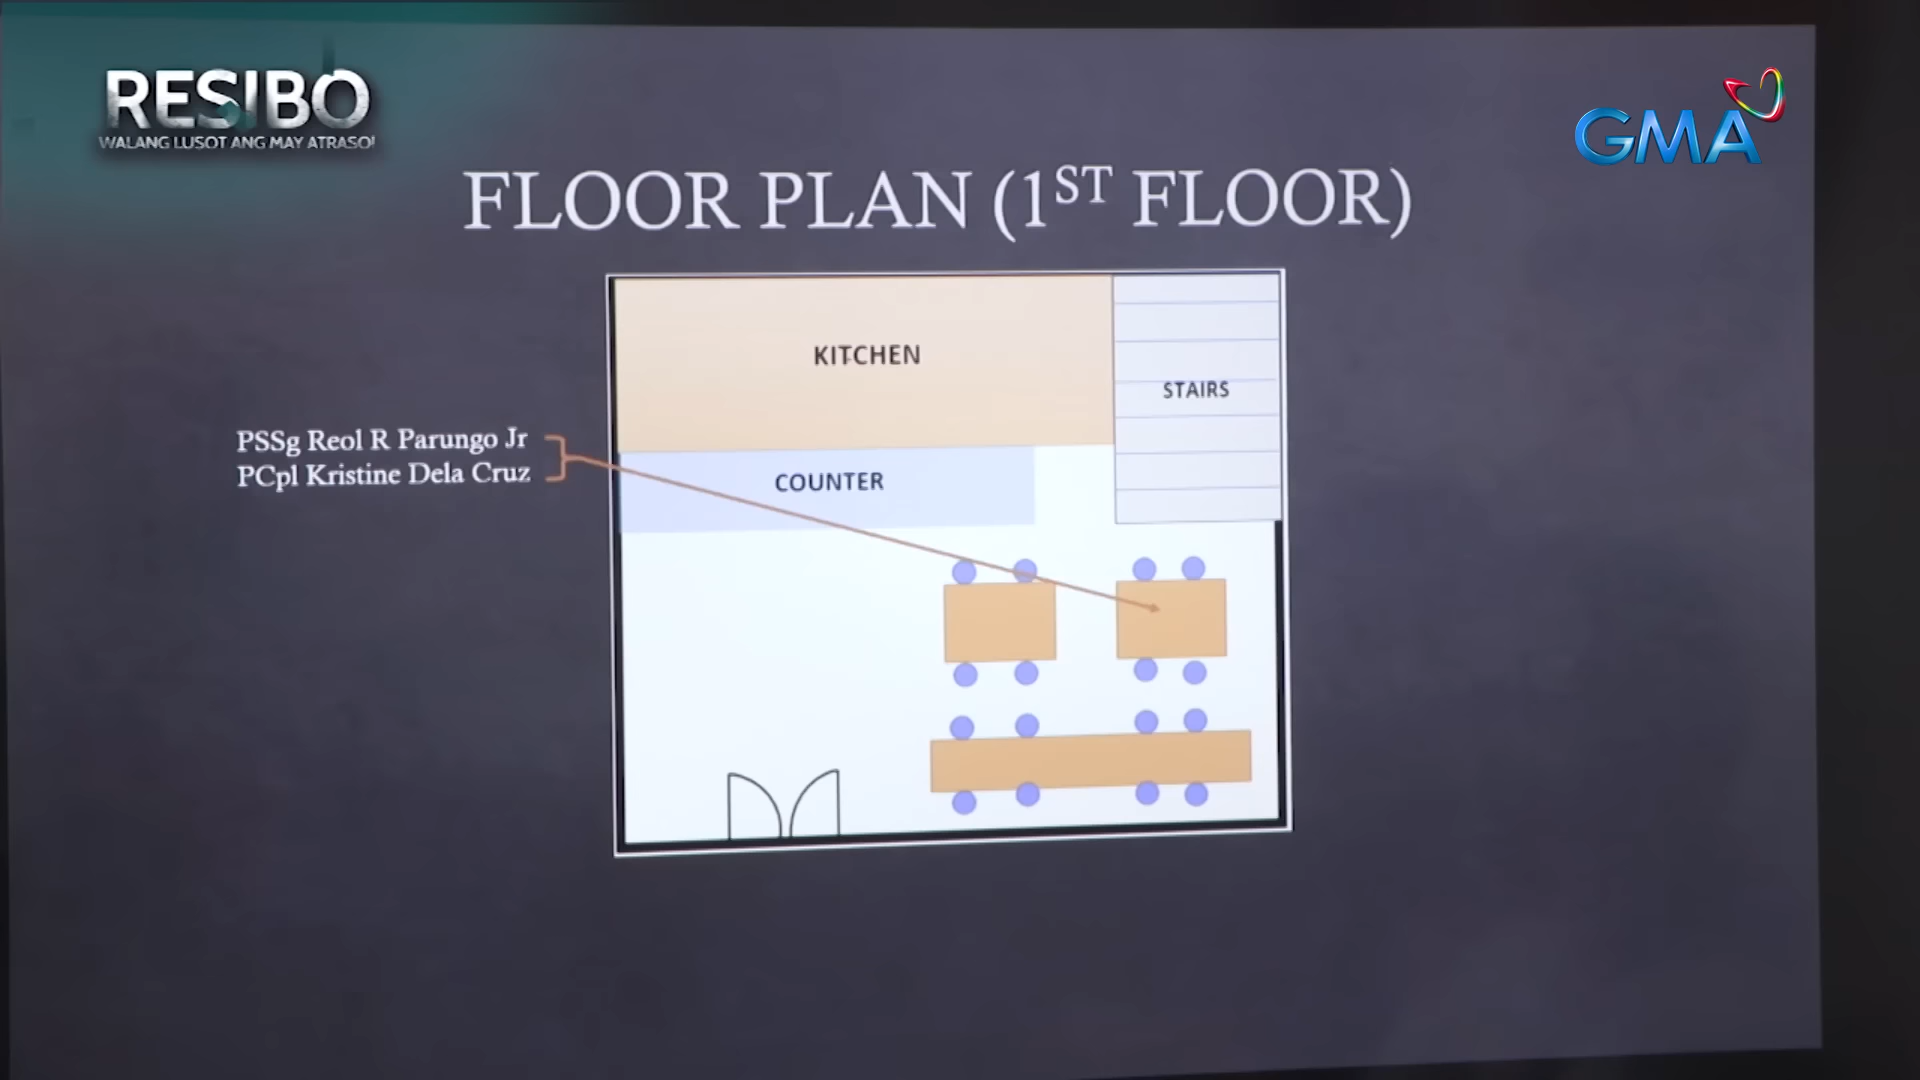 RESIBO
WALANG LUSOT ANG MAY ATRASO!
GMA
FLOOR PLAN (1ST FLOOR)
KITCHEN
STAIRS
PSSg Reol R Parungo Jr
PCpl Kristine Dela Cruz
COUNTER